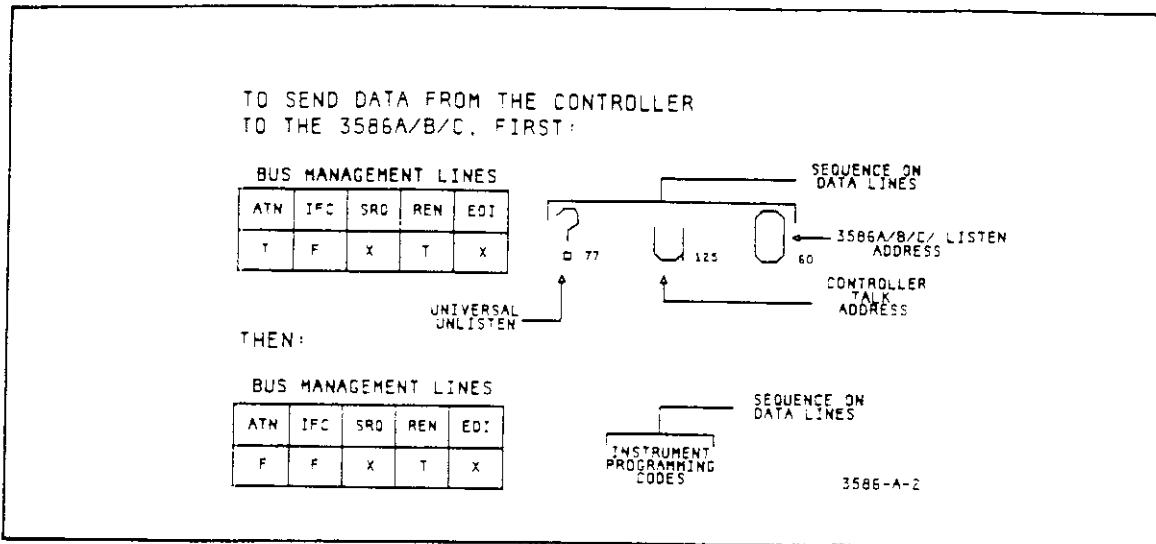 TO SEND DATA FROM THE CONTROLLER
TO THE 3586A/B/C, FIRST:
BUS MANAGEMENT LINES
ATN IFC SRQ REN EOI
T F X T X
SEQUENCE ON
DATA LINES
? 77
U 125
0 60
3586A/B/C/ LISTEN
ADDRESS
UNIVERSAL
UNLISTEN
CONTROLLER
TALK
ADDRESS
THEN:
BUS MANAGEMENT LINES
ATN IFC SRQ REN EOI
F F X T X
SEQUENCE ON
DATA LINES
INSTRUMENT
PROGRAMMING
CODES
3586-A-2